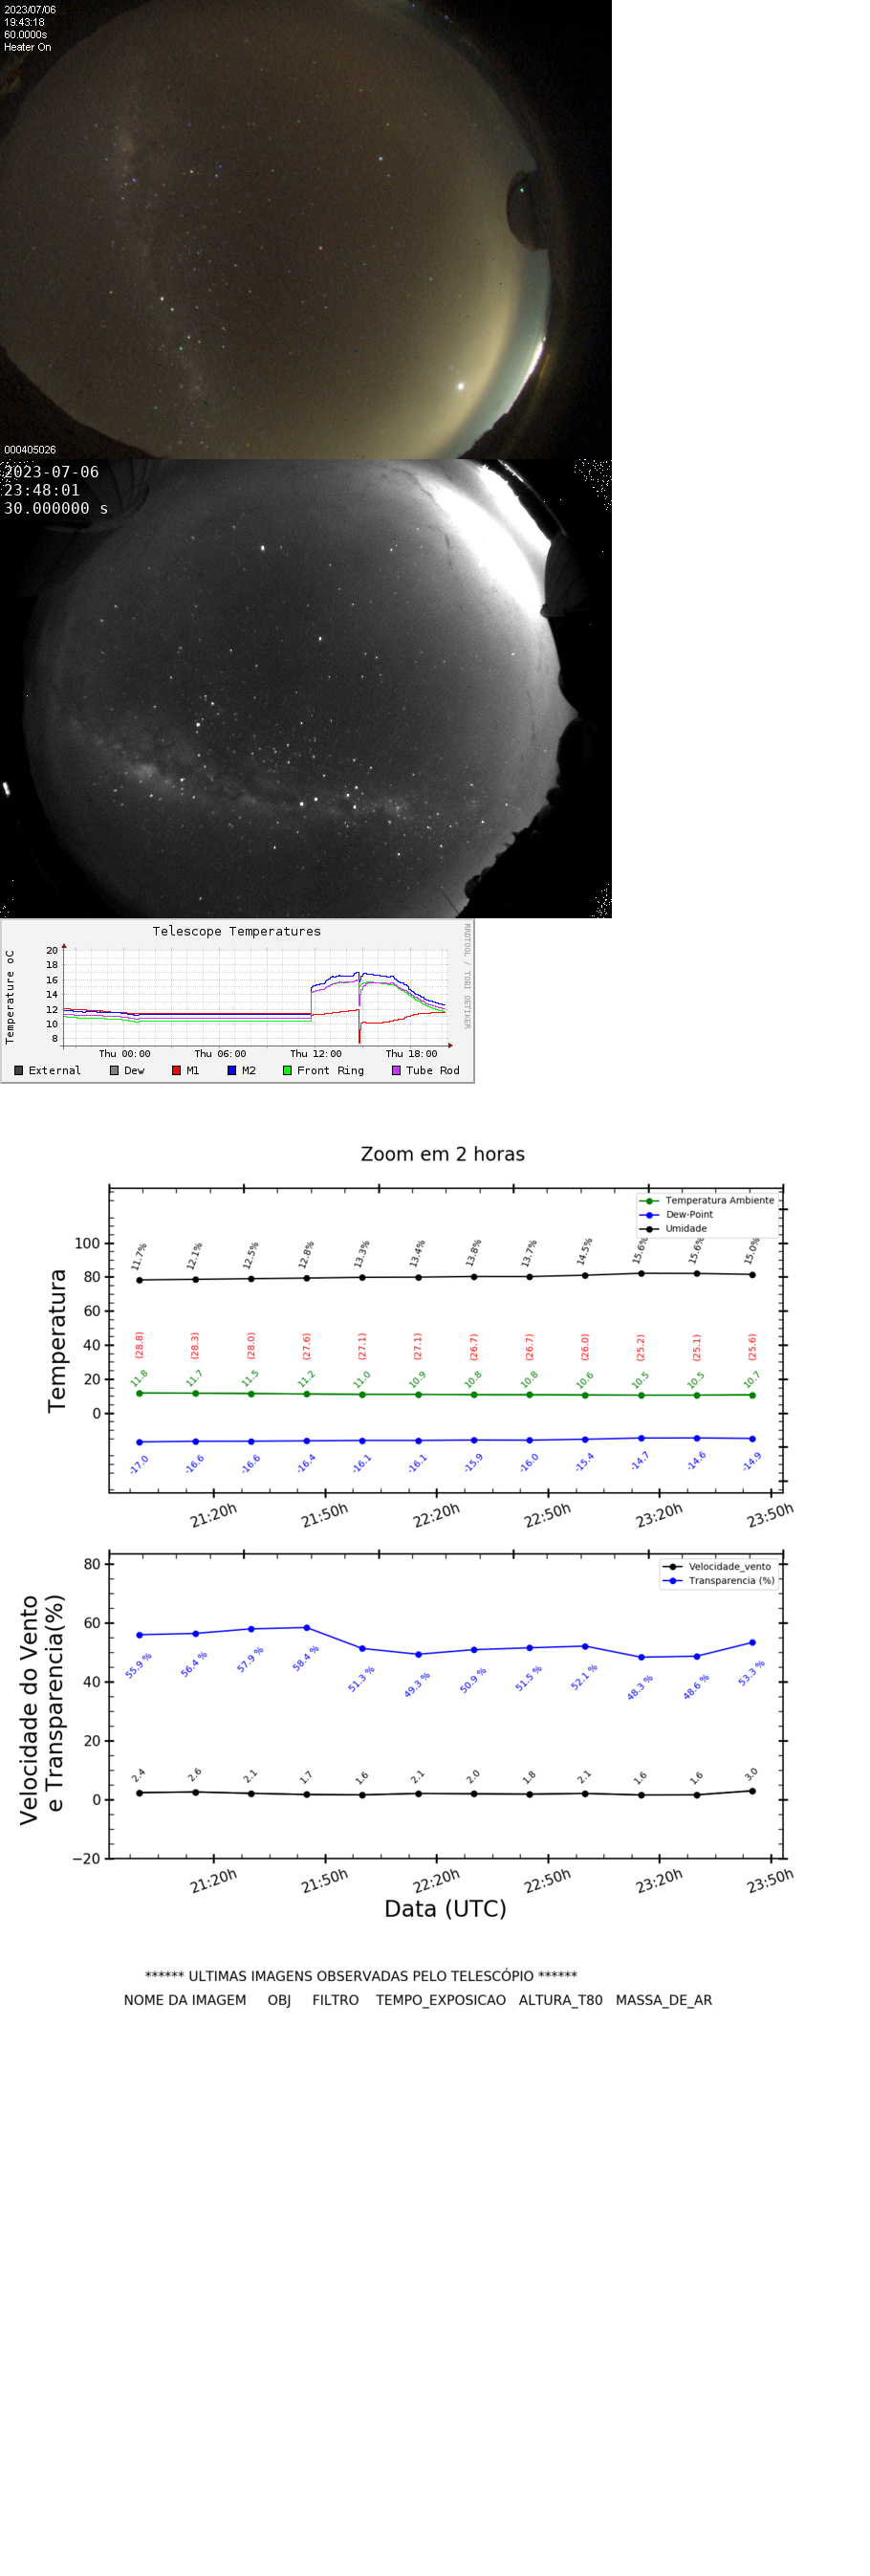 2023/07/06
19:43:18
60.0000s
Heater On
000405026
2023-07-06
23:48:01
30.000000 s
Telescope Temperatures
RRDTOOL / TOBI OETIKER
Temperature oC
20
18
16
14
12
10
8
Thu 00:00 Thu 06:00 Thu 12:00 Thu 18:00
External Dew M1 M2 Front Ring Tube Rod
Zoom em 2 horas
Temperatura Ambiente
Dew-Point
Umidade
Temperatura
100
80
60
40
20
0
11.7% 12.1% 12.5% 12.8% 13.3% 13.4% 13.8% 13.7% 14.5% 15.6% 15.6% 15.0%
(28.8) (28.3) (28.0) (27.6) (27.1) (27.1) (26.7) (26.7) (26.0) (25.2) (25.1) (25.6)
11.8 11.7 11.5 11.2 11.0 10.9 10.8 10.8 10.6 10.5 10.5 10.7
-17.0 -16.6 -16.6 -16.4 -16.1 -16.1 -15.9 -16.0 -15.4 -14.7 -14.6 -14.9
21:20h 21:50h 22:20h 22:50h 23:20h 23:50h
Velocidade_vento
Transparencia (%)
Velocidade do Vento
e Transparencia(%)
80
60
40
20
0
−20
55.9 % 56.4 % 57.9 % 58.4 % 51.3 % 49.3 % 50.9 % 51.5 % 52.1 % 48.3 % 48.6 % 53.3 %
2.4 2.6 2.1 1.7 1.6 2.1 2.0 1.8 2.1 1.6 1.6 3.0
21:20h 21:50h 22:20h 22:50h 23:20h 23:50h
Data (UTC)
****** ULTIMAS IMAGENS OBSERVADAS PELO TELESCÓPIO ******
NOME DA IMAGEM OBJ FILTRO TEMPO_EXPOSICAO ALTURA_T80 MASSA_DE_AR